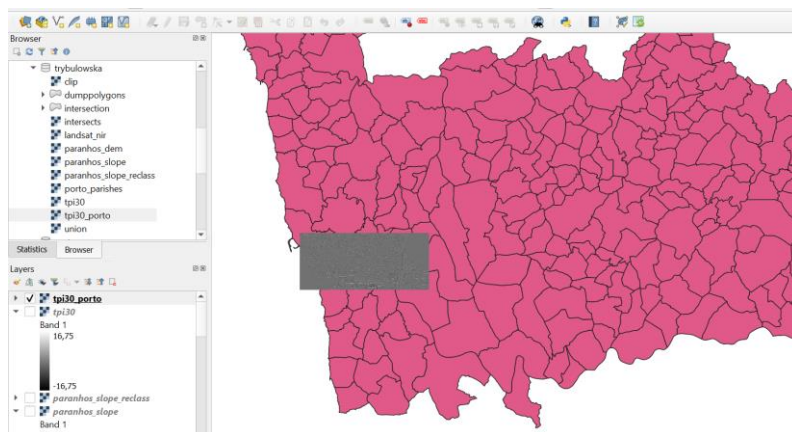 Browser
trybulowska
clip
dumppolygons
intersection
intersects
landsat_nir
paranhos_dem
paranhos_slope
paranhos_slope_reclass
porto_parishes
tpi30
tpi30_porto
union
Statistics
Browser
Layers
tpi30_porto
tpi30
Band 1
16,75
-16,75
paranhos_slope_reclass
paranhos_slope
Band 1